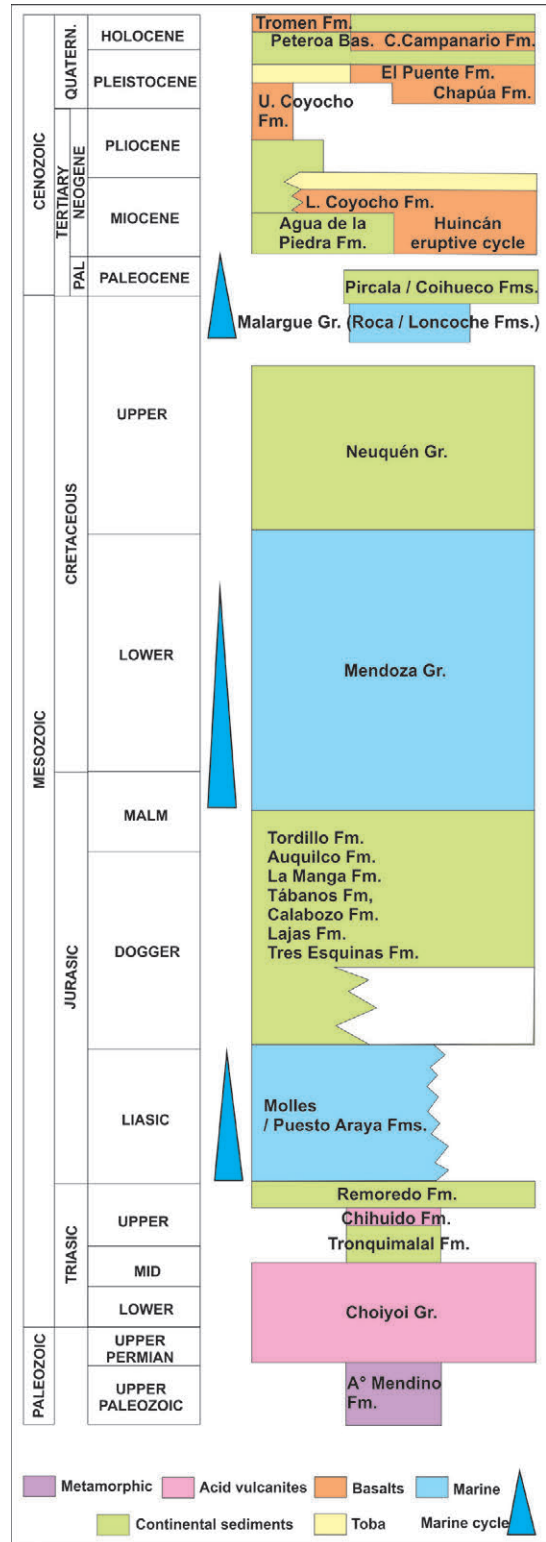 CENOZOIC
MESOZOIC
PALEOZOIC
QUATERN.
TERTIARY
NEOGENE
PAL
CRETACEOUS
JURASIC
TRIASIC
HOLOCENE
PLEISTOCENE
PLIOCENE
MIOCENE
PALEOCENE
UPPER
LOWER
MALM
DOGGER
LIASIC
UPPER
MID
LOWER
UPPER
PERMIAN
UPPER
PALEOZOIC
Tromen Fm.
Peteroa Bas. C.Campanario Fm.
El Puente Fm.
Chapúa Fm.
U. Coyocho
Fm.
L. Coyocho Fm.
Agua de la
Piedra Fm.
Huincán
eruptive cycle
Pircala / Coihueco Fms.
Malargue Gr. (Roca / Loncoche Fms.)
Neuquén Gr.
Mendoza Gr.
Tordillo Fm.
Auquilco Fm.
La Manga Fm.
Tábanos Fm,
Calabozo Fm.
Lajas Fm.
Tres Esquinas Fm.
Molles
/ Puesto Araya Fms.
Remoredo Fm.
Chihuido Fm.
Tronquimalal Fm.
Choiyoi Gr.
A° Mendino
Fm.
Metamorphic
Acid vulcanites
Basalts
Marine
Continental sediments
Toba
Marine cycle